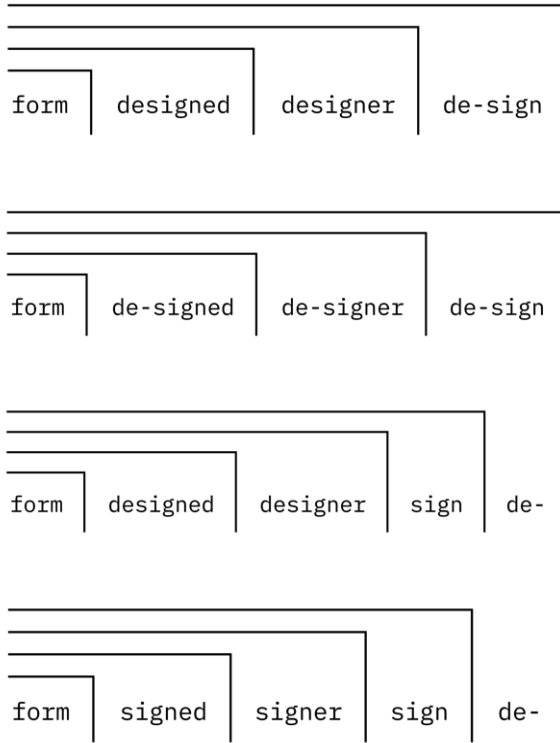 form designed designer de-sign
form de-signed de-signer de-sign
form designed designer sign de-
form signed signer sign de-